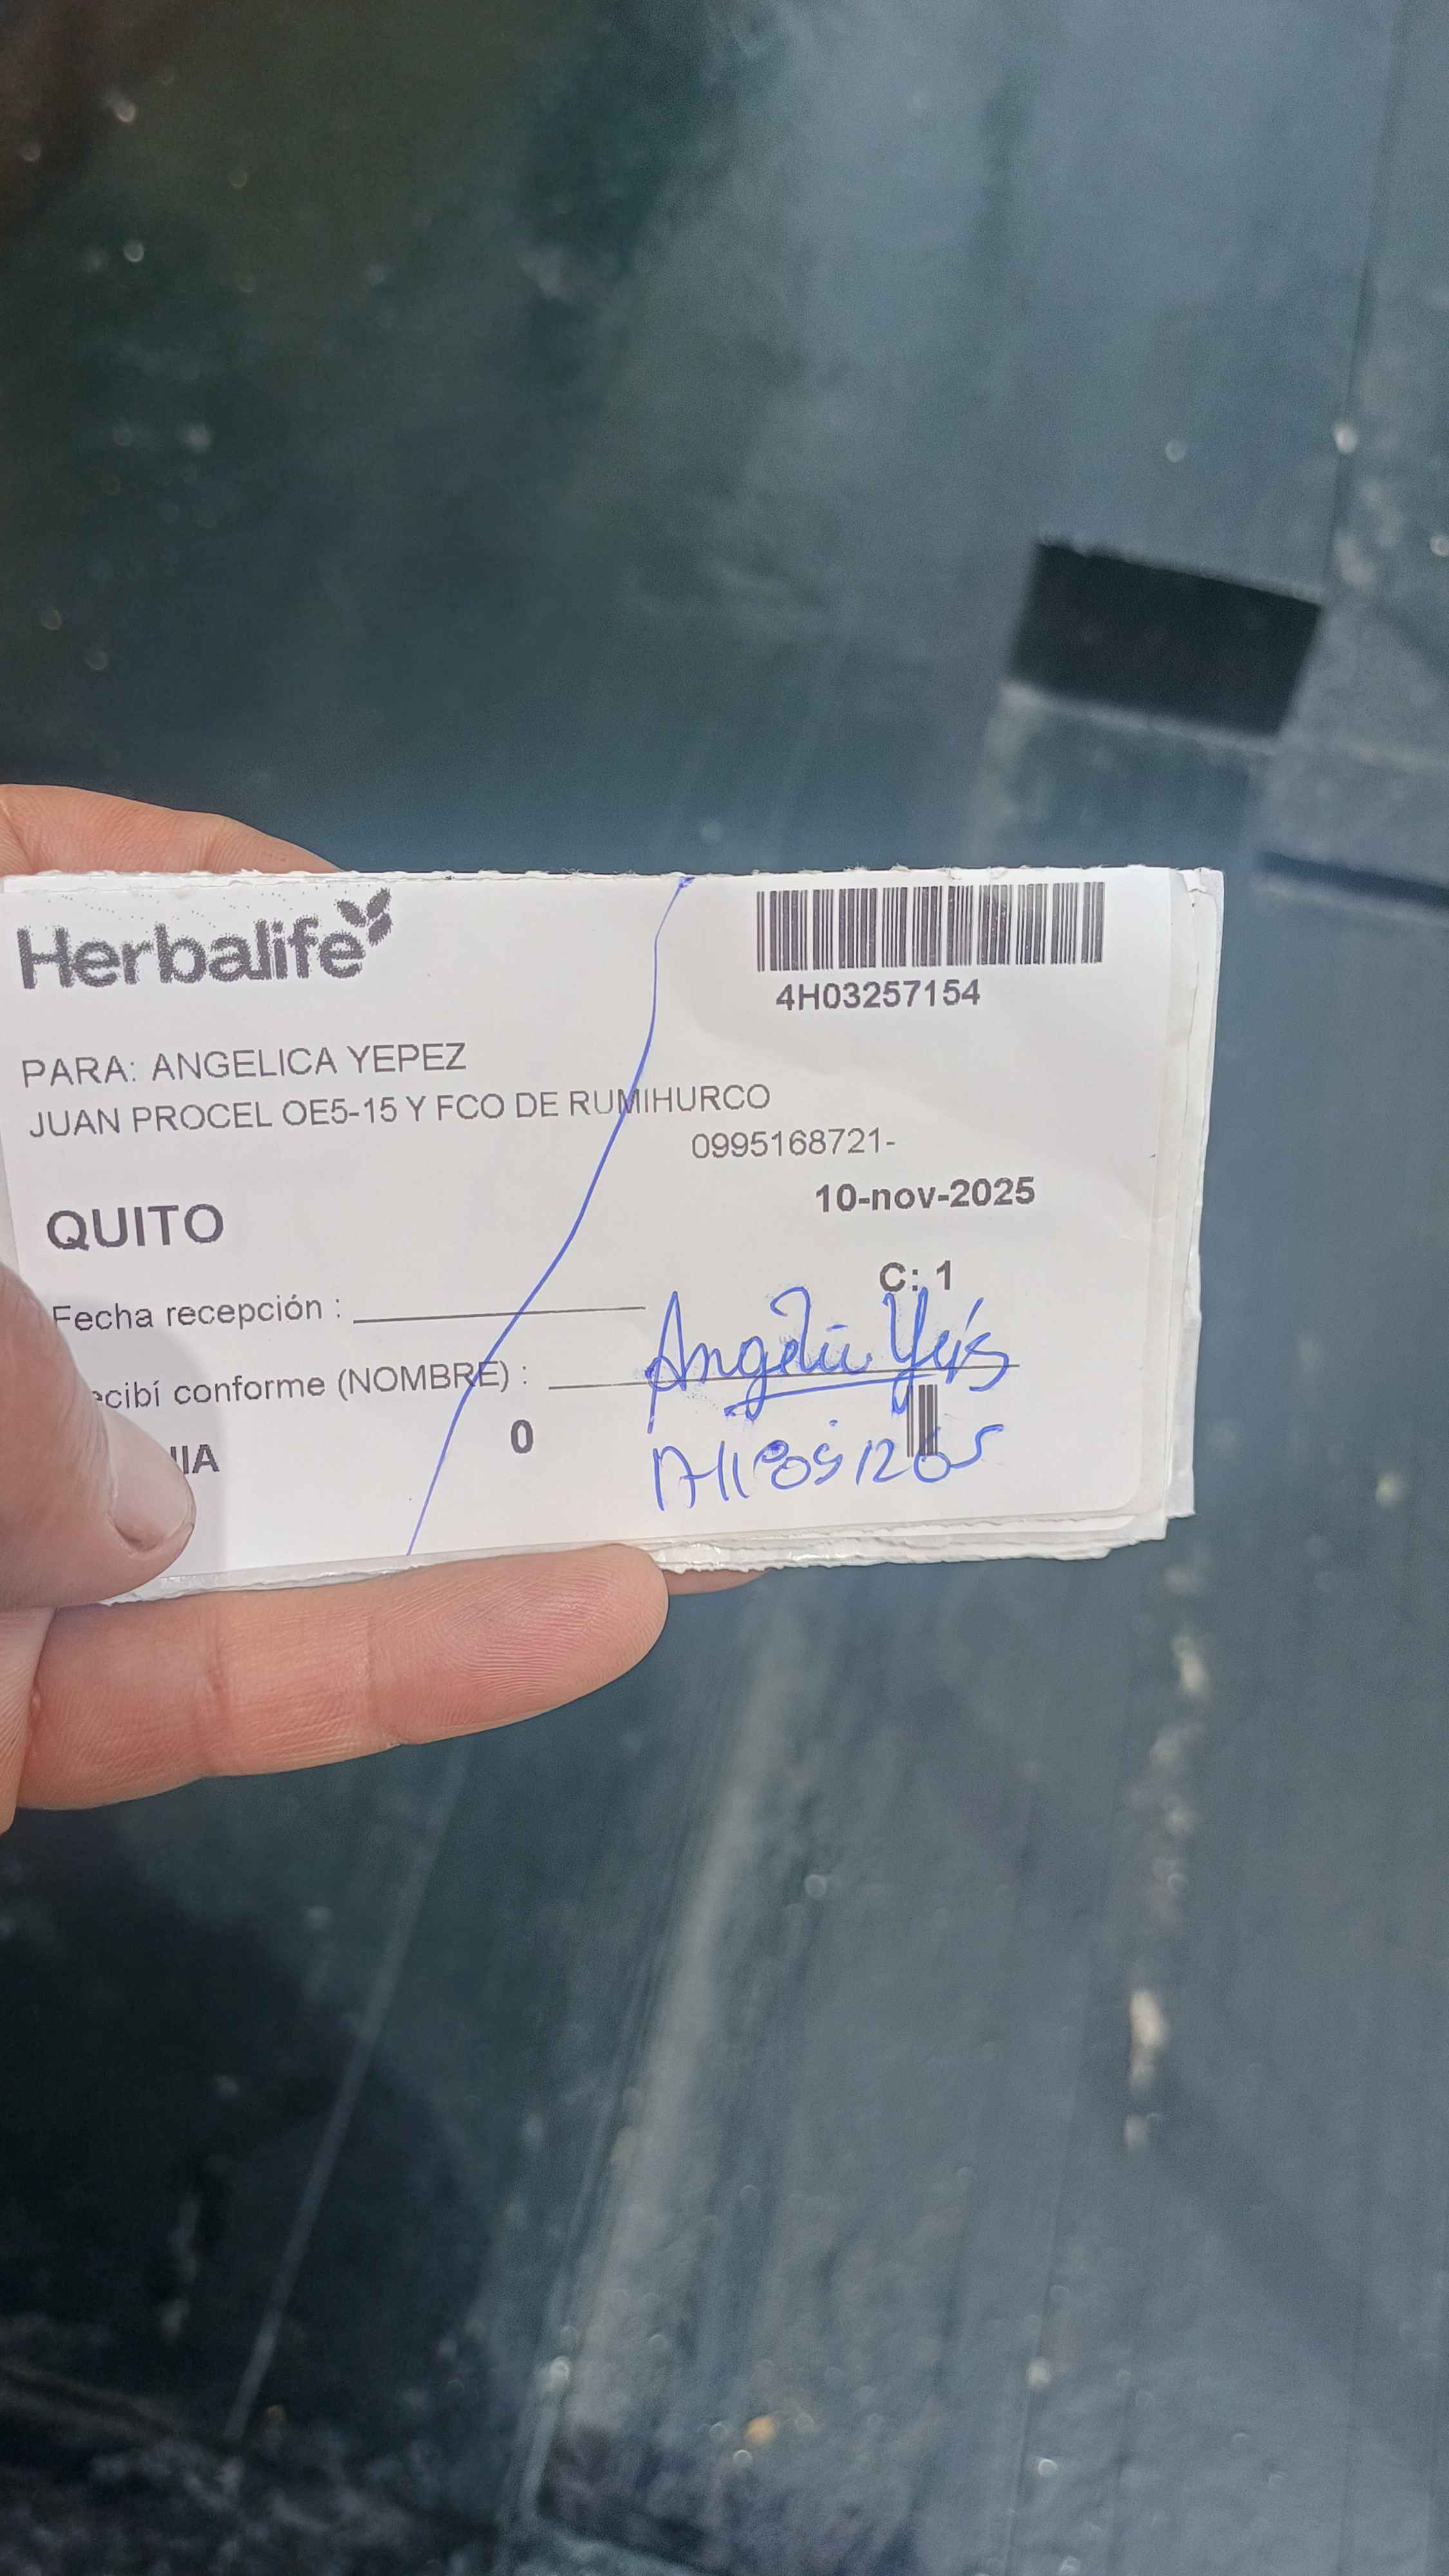 Herbalife
4H03257154
PARA: ANGELICA YEPEZ
JUAN PROCEL OE5-15 Y FCO DE RUMIHURCO
0995168721-
10-nov-2025
QUITO
C: 1
Fecha recepción :
ecibí conforme (NOMBRE) :
0